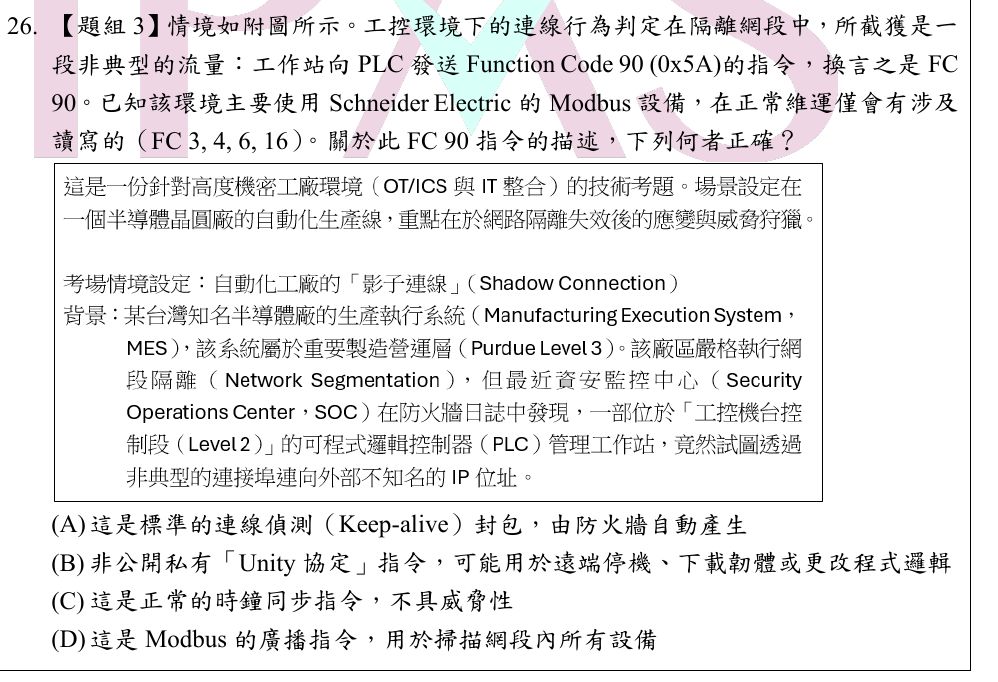 26. 【題組 3】情境如附圖所示。工控環境下的連線行為判定在隔離網段中，所截獲是一
段非典型的流量：工作站向 PLC 發送 Function Code 90 (0x5A)的指令，換言之是 FC
90。已知該環境主要使用 Schneider Electric 的 Modbus 設備，在正常維運僅會有涉及
讀寫的（FC 3, 4, 6, 16）。關於此 FC 90 指令的描述，下列何者正確？
這是一份針對高度機密工廠環境（OT/ICS 與 IT 整合）的技術考題。場景設定在
一個半導體晶圓廠的自動化生產線，重點在於網路隔離失效後的應變與威脅狩獵。
考場情境設定：自動化工廠的「影子連線」（Shadow Connection）
背景：某台灣知名半導體廠的生產執行系統（Manufacturing Execution System，
MES），該系統屬於重要製造營運層（Purdue Level 3）。該廠區嚴格執行網
段隔離（Network Segmentation），但最近資安監控中心（Security
Operations Center，SOC）在防火牆日誌中發現，一部位於「工控機台控
制段（Level 2）」的可程式邏輯控制器（PLC）管理工作站，竟然試圖透過
非典型的連接埠連向外部不知名的 IP 位址。
(A) 這是標準的連線偵測（Keep-alive）封包，由防火牆自動產生
(B) 非公開私有「Unity 協定」指令，可能用於遠端停機、下載韌體或更改程式邏輯
(C) 這是正常的時鐘同步指令，不具威脅性
(D) 這是 Modbus 的廣播指令，用於掃描網段內所有設備